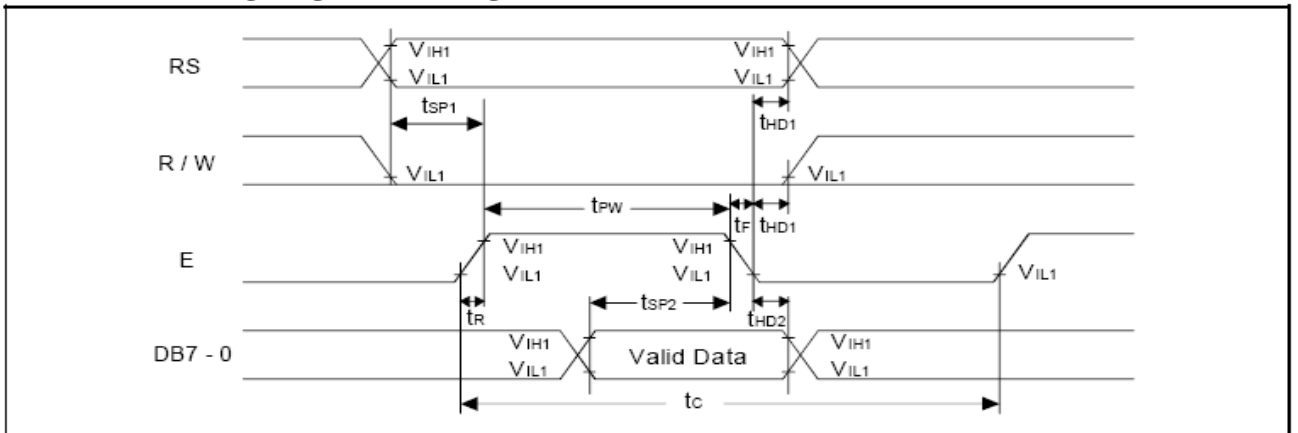 RS
VIH1
VIL1
VIH1
VIL1
tSP1
tHD1
R / W
VIL1
VIL1
tPW
tF
tHD1
E
VIH1
VIL1
VIH1
VIL1
VIL1
tR
tSP2
tHD2
DB7 - 0
VIH1
VIL1
Valid Data
VIH1
VIL1
tC